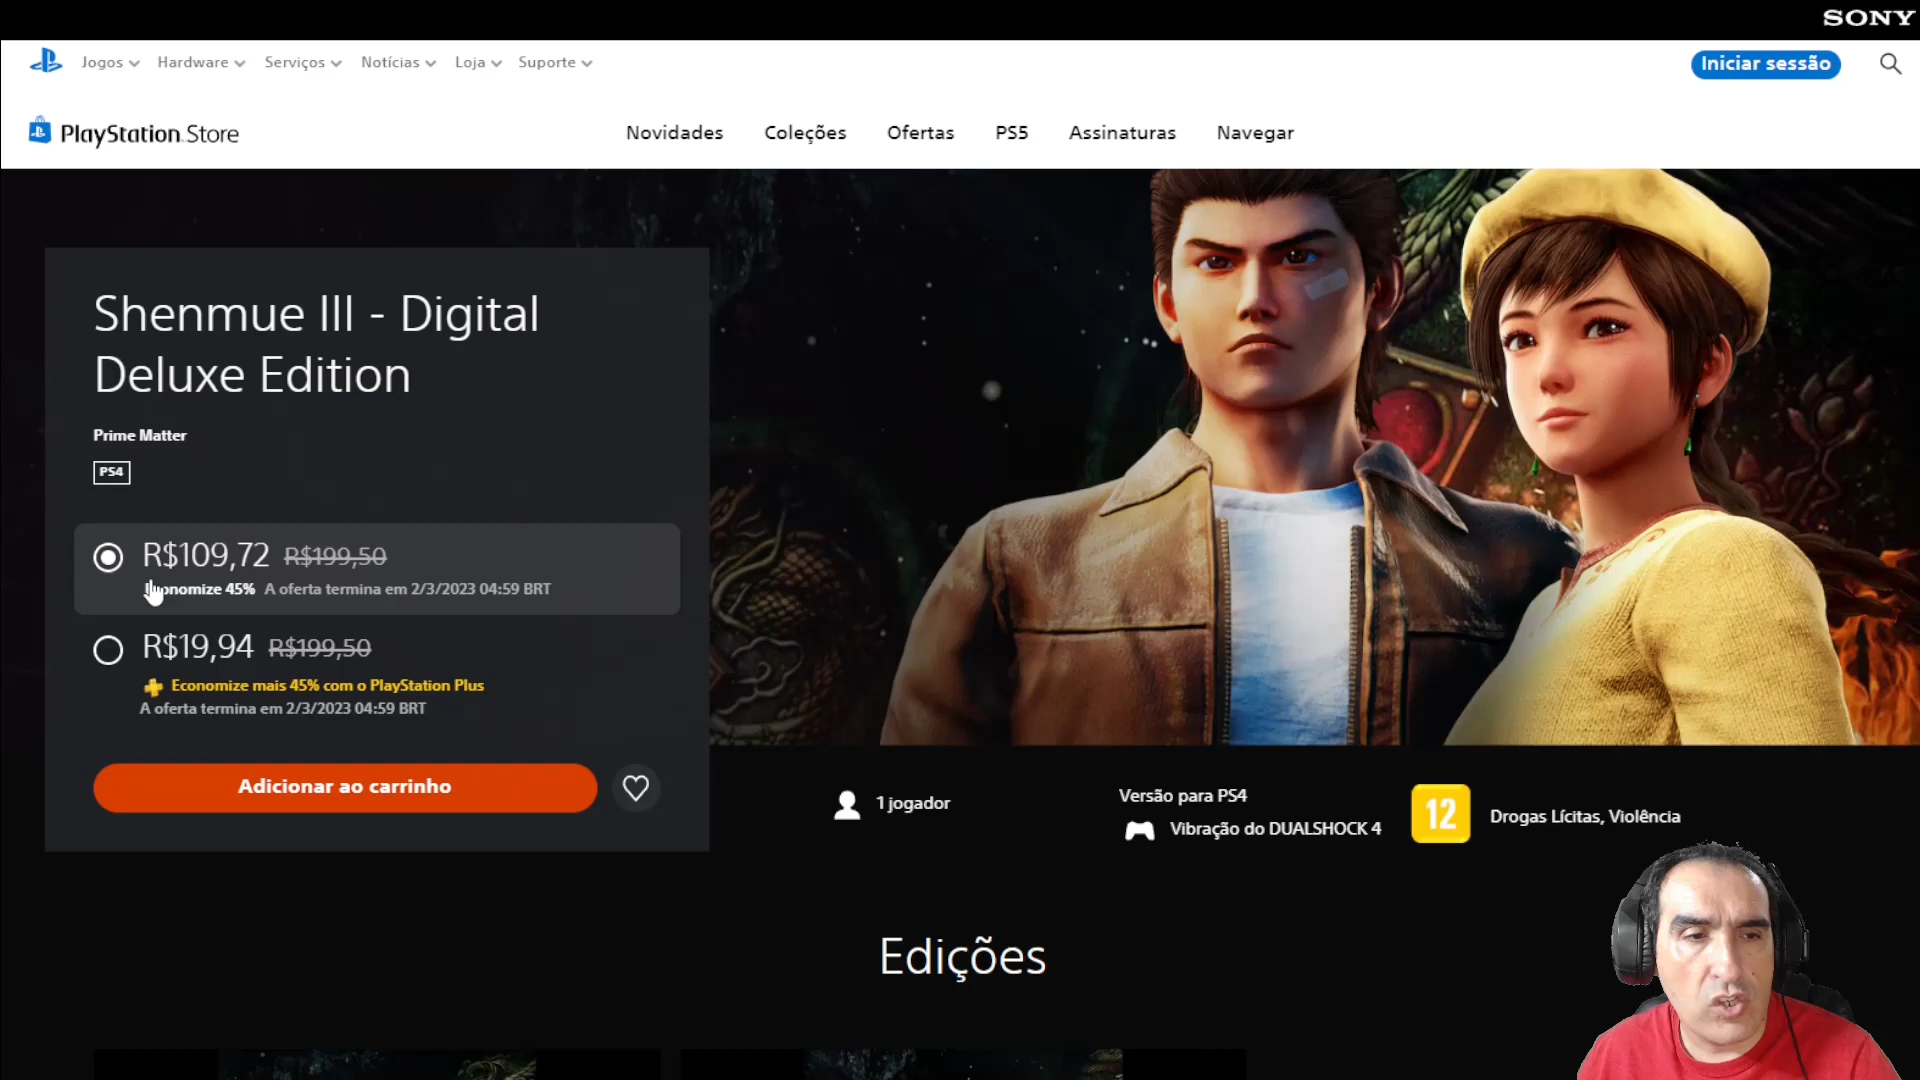 SONY
Jogos Hardware Serviços Notícias Loja Suporte
Iniciar sessão
PlayStation Store
Novidades Coleções Ofertas PS5 Assinaturas Navegar
Shenmue III - Digital
Deluxe Edition
Prime Matter
PS4
R$109,72 R$199,50
Economize 45% A oferta termina em 2/3/2023 04:59 BRT
R$19,94 R$199,50
Economize mais 45% com o PlayStation Plus
A oferta termina em 2/3/2023 04:59 BRT
Adicionar ao carrinho
1 jogador
Versão para PS4
Vibração do DUALSHOCK 4
12
Drogas Lícitas, Violência
Edições